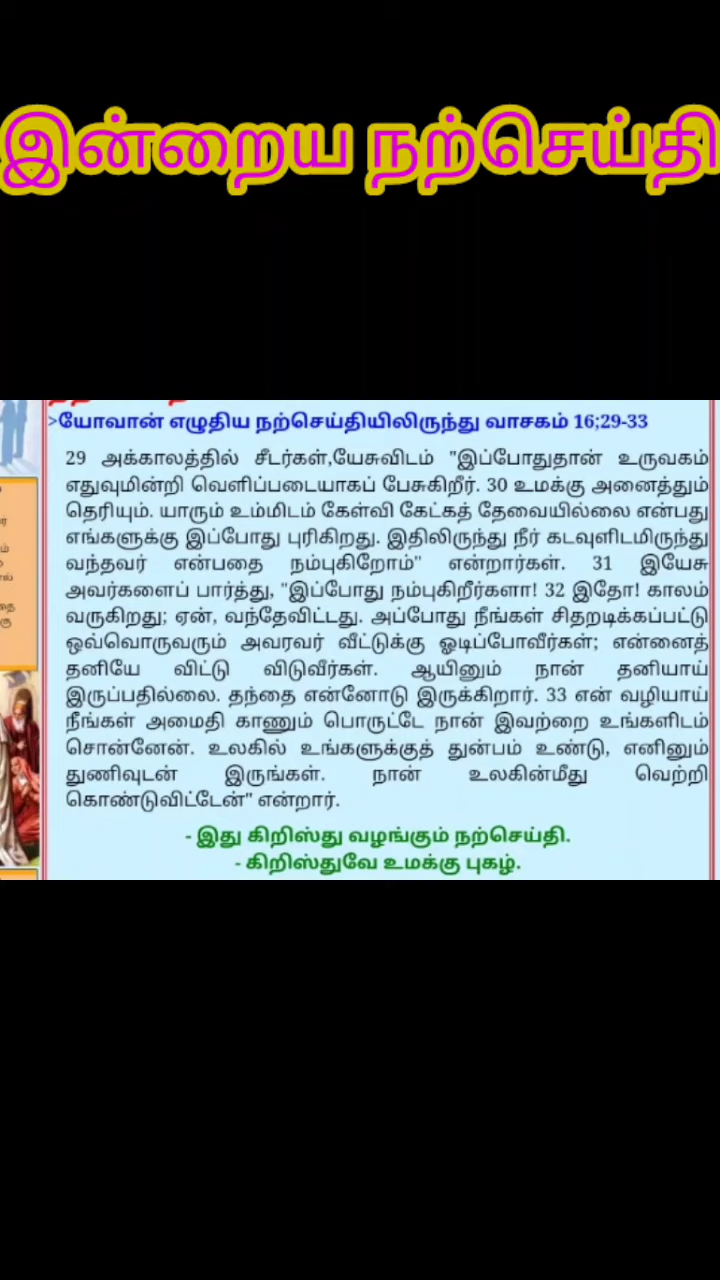 இன்றைய நற்செய்தி
>யோவான் எழுதிய நற்செய்தியிலிருந்து வாசகம் 16;29-33
29 அக்காலத்தில் சீடர்கள்,யேசுவிடம் "இப்போதுதான் உருவகம்
எதுவுமின்றி வெளிப்படையாகப் பேசுகிறீர். 30 உமக்கு அனைத்தும்
தெரியும். யாரும் உம்மிடம் கேள்வி கேட்கத் தேவையில்லை என்பது
எங்களுக்கு இப்போது புரிகிறது. இதிலிருந்து நீர் கடவுளிடமிருந்து
வந்தவர் என்பதை நம்புகிறோம்" என்றார்கள். 31 இயேசு
அவர்களைப் பார்த்து, "இப்போது நம்புகிறீர்களா! 32 இதோ! காலம்
வருகிறது; ஏன், வந்தேவிட்டது. அப்போது நீங்கள் சிதறடிக்கப்பட்டு
ஒவ்வொருவரும் அவரவர் வீட்டுக்கு ஓடிப்போவீர்கள்; என்னைத்
தனியே விட்டு விடுவீர்கள். ஆயினும் நான் தனியாய்
இருப்பதில்லை. தந்தை என்னோடு இருக்கிறார். 33 என் வழியாய்
நீங்கள் அமைதி காணும் பொருட்டே நான் இவற்றை உங்களிடம்
சொன்னேன். உலகில் உங்களுக்குத் துன்பம் உண்டு, எனினும்
துணிவுடன் இருங்கள். நான் உலகின்மீது வெற்றி
கொண்டுவிட்டேன்" என்றார்.
- இது கிறிஸ்து வழங்கும் நற்செய்தி.
- கிறிஸ்துவே உமக்கு புகழ்.